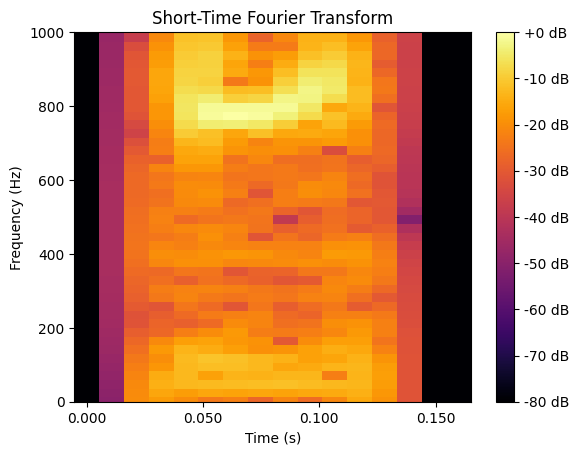 Short-Time Fourier Transform
1000
800
600
400
200
0
Frequency (Hz)
0.000
0.050
0.100
0.150
Time (s)
+0 dB
-10 dB
-20 dB
-30 dB
-40 dB
-50 dB
-60 dB
-70 dB
-80 dB